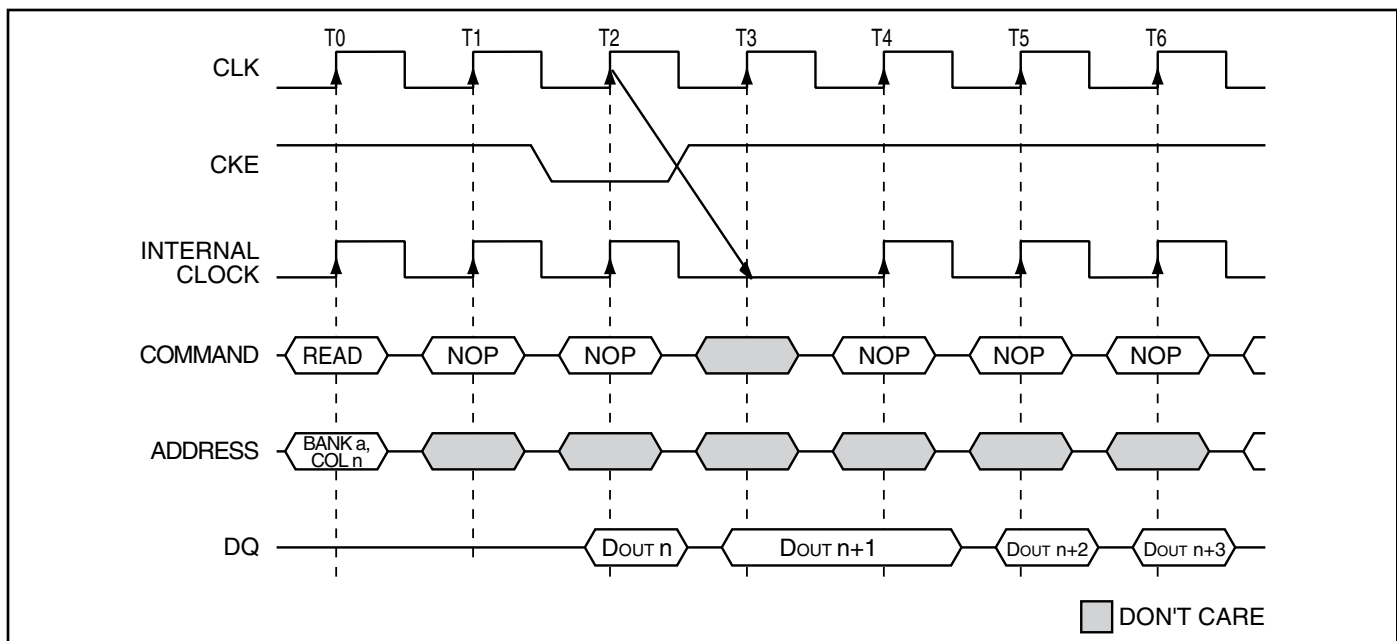 T0 T1 T2 T3 T4 T5 T6
CLK
CKE
INTERNAL
CLOCK
COMMAND READ NOP NOP NOP NOP NOP
ADDRESS BANK a,
COL n
DQ DOUT n DOUT n+1 DOUT n+2 DOUT n+3
DON'T CARE